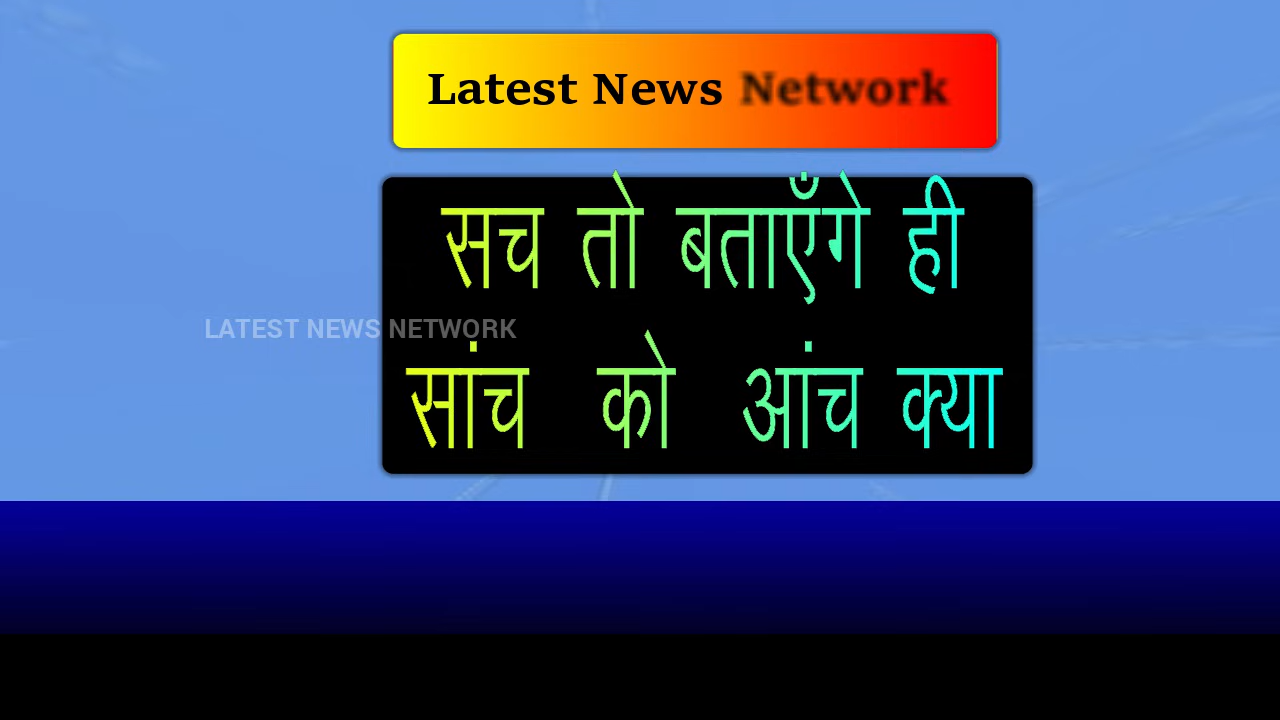 Latest News Network
सच तो बताएँगे ही
LATEST NEWS NETWORK
सांच को आंच क्या